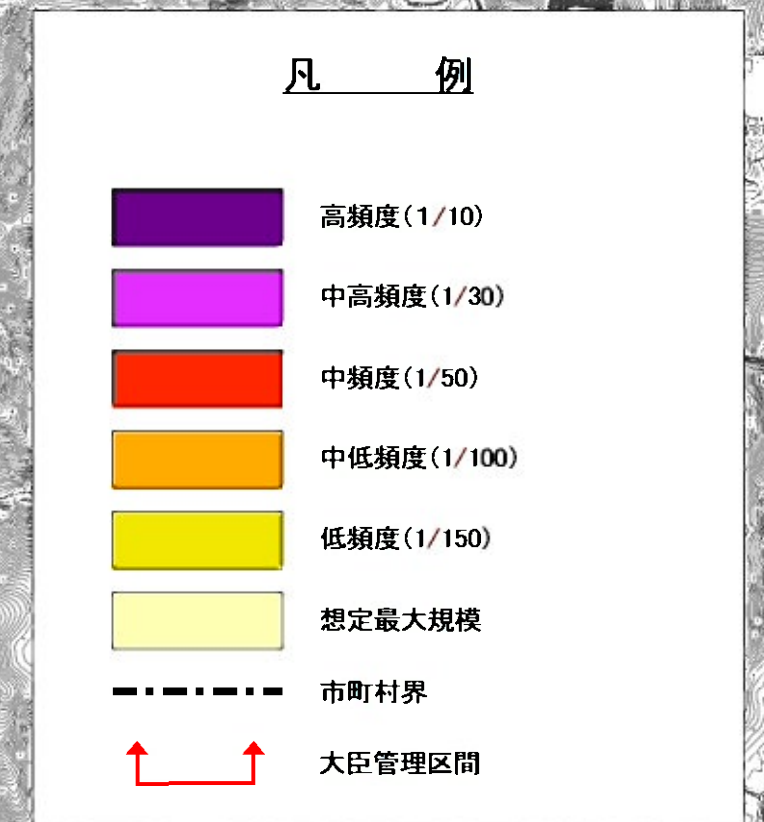 凡　例
高頻度(1/10)
中高頻度(1/30)
中頻度(1/50)
中低頻度(1/100)
低頻度(1/150)
想定最大規模
市町村界
大臣管理区間